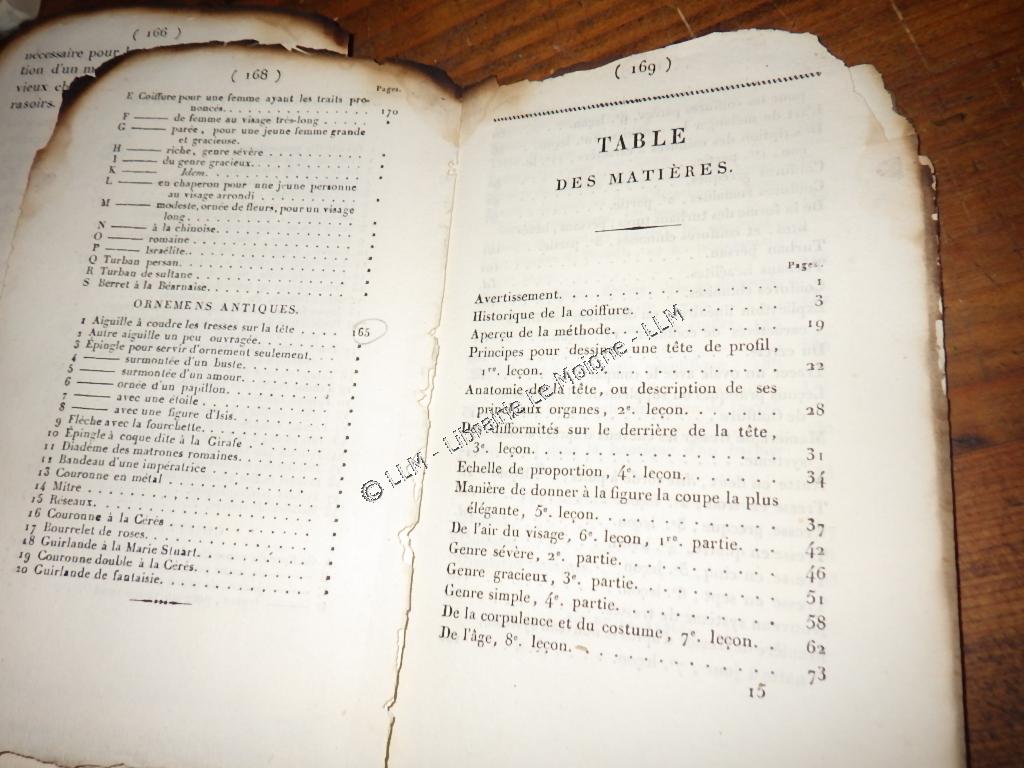 ( 166 )
nécessaire pour
tion d'un
vieux
rasoirs.
( 168 )
Pages.
E Coiffure pour une femme ayant les traits pro-
noncés. . . . . . . . . . . . . 170
F —— de femme au visage très-long . . . . .
G —— parée, pour une jeune femme grande
et gracieuse.
H —— riche, genre sévère . . . . . . . .
I —— du genre gracieux. . . . . . . . .
K —— Idem. . . . . . . . . . . . .
L —— en chaperon pour une jeune personne
au visage arrondi . . . . . . . .
M —— modeste, ornée de fleurs, pour un visage
long. . . . . . . . . . . . . .
N —— à la chinoise. . . . . . . . . . .
O —— romaine . . . . . . . . . . . .
P —— Israélite. . . . . . . . . . . . .
Q Turban persan. . . . . . . . . . . . .
R Turban de sultane . . . . . . . . . . .
S Berret à la Béarnaise. . . . . . . . . . .
ORNEMENS ANTIQUES.
1 Aiguille à coudre les tresses sur la tête . . . . 165
2 Autre aiguille un peu ouvragée. . . . . . .
3 Épingle pour servir d'ornement seulement. . . .
4 —— surmontée d'un buste. . . . . . . .
5 —— surmontée d'un amour. . . . . . . .
6 —— ornée d'un papillon. . . . . . . . .
7 —— avec une étoile . . . . . . . . . .
8 —— avec une figure d'Isis. . . . . . . .
9 Flèche avec la fourchette. . . . . . . . .
10 Épingle à coque dite à la Girafe . . . . . .
11 Diadème des matrones romaines. . . . . . .
12 Bandeau d'une impératrice . . . . . . . .
13 Couronne en métal . . . . . . . . . . .
14 Mitre . . . . . . . . . . . . . . . .
15 Réseaux. . . . . . . . . . . . . . .
16 Couronne à la Cérès . . . . . . . . . .
17 Bourrelet de roses. . . . . . . . . . . .
18 Guirlande à la Marie Stuart. . . . . . . .
19 Couronne double à la Cérès. . . . . . . .
20 Guirlande de fantaisie. . . . . . . . . .
( 169 )
TABLE
DES MATIÈRES.
Pages.
Avertissement. . . . . . . . . . . . . 1
Historique de la coiffure. . . . . . . . . 3
Aperçu de la méthode. . . . . . . . . . 19
Principes pour dessiner une tête de profil,
1re. leçon. . . . . . . . . . . . . . 22
Anatomie de la tête, ou description de ses
principaux organes, 2e. leçon. . . . . . 28
Des difformités sur le derrière de la tête,
3e. leçon. . . . . . . . . . . . . . 31
Echelle de proportion, 4e. leçon. . . . . . 34
Manière de donner à la figure la coupe la plus
élégante, 5e. leçon. . . . . . . . . . 37
De l'air du visage, 6e. leçon, 1re. partie. . . 42
Genre sévère, 2e. partie. . . . . . . . . 46
Genre gracieux, 3e. partie. . . . . . . . 51
Genre simple, 4e. partie. . . . . . . . . 58
De la corpulence et du costume, 7e. leçon. . 62
De l'âge, 8e. leçon. . . . . . . . . . . 73
15
© LLM - Librairie Le Moigne - LLM